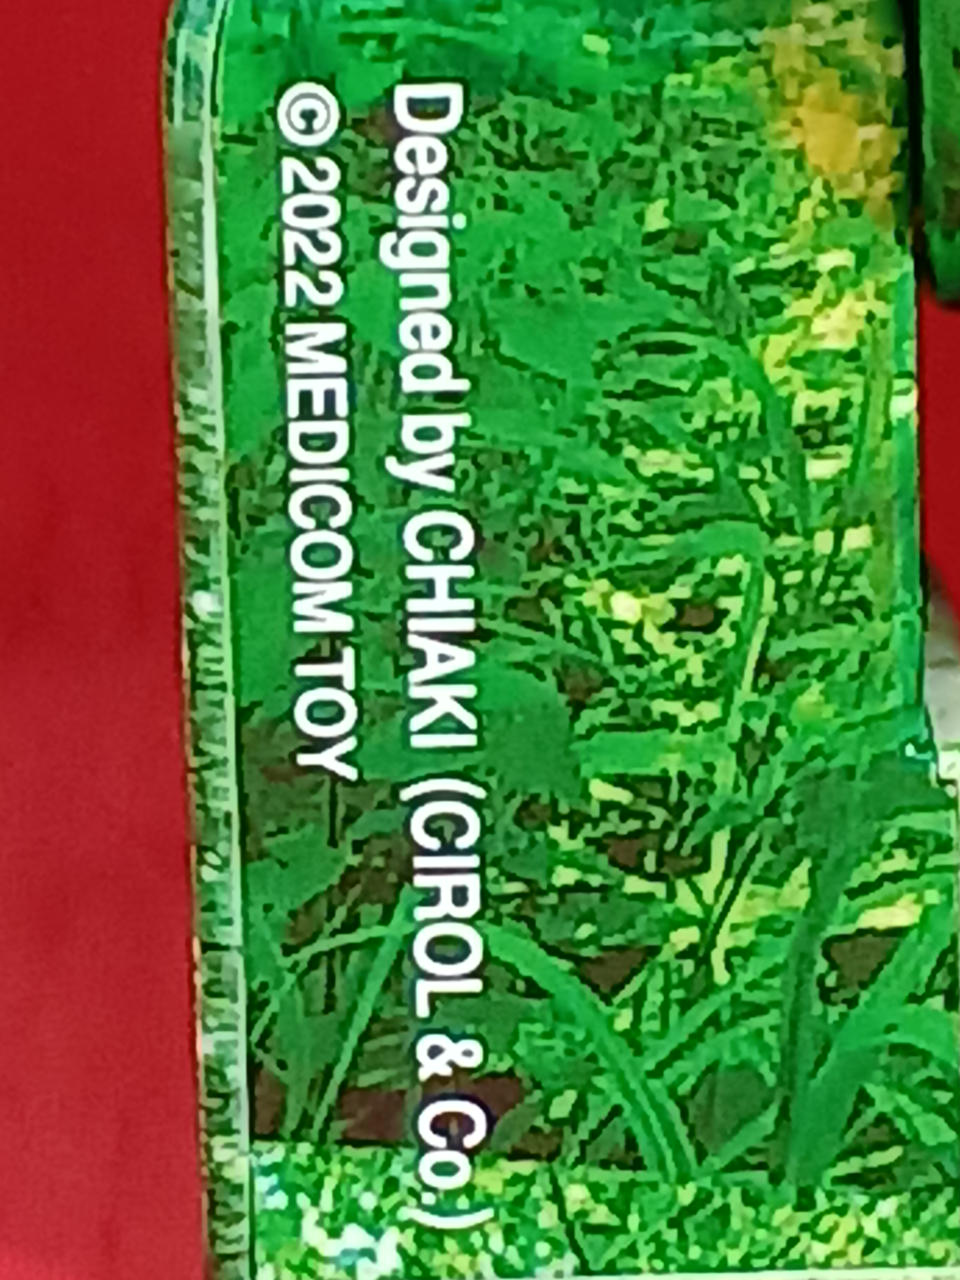 Designed by CHIAKI (CIROL & Co.)
© 2022 MEDICOM TOY